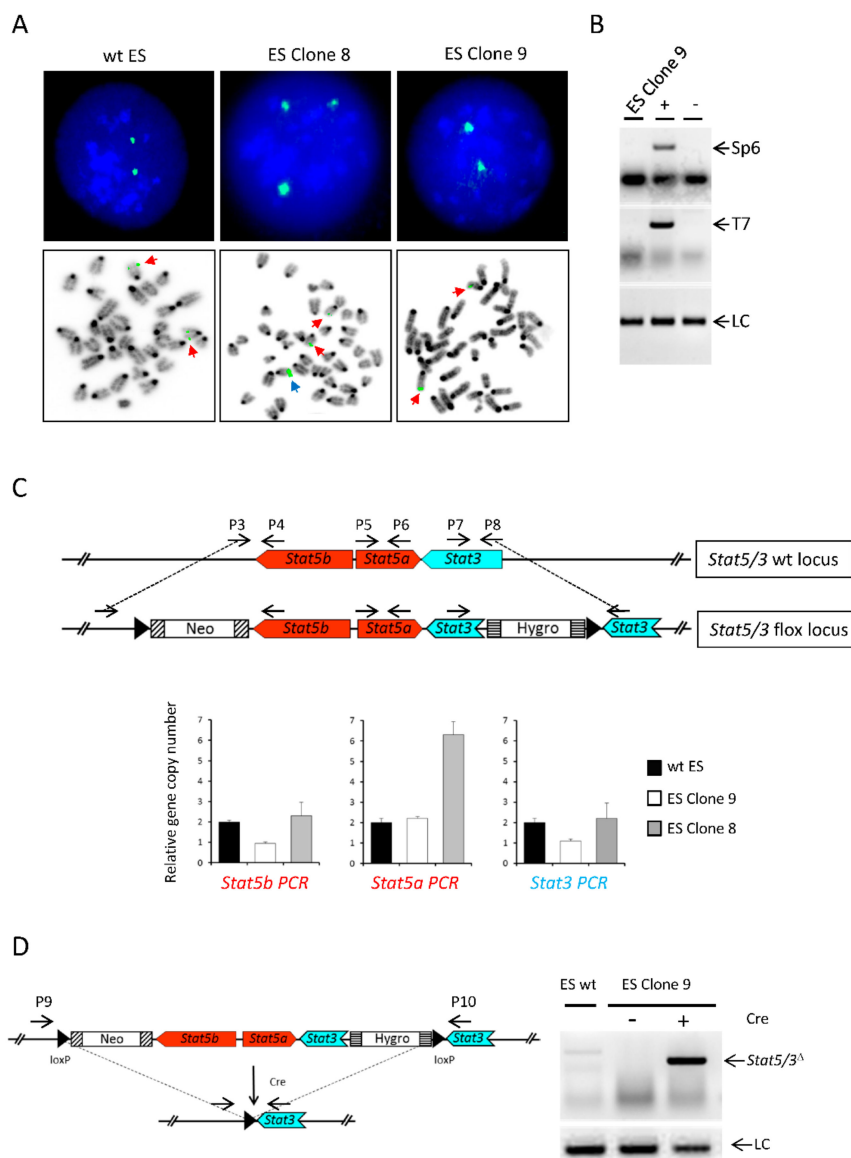 A
B
wt ES
ES Clone 8
ES Clone 9
ES Clone 9
+
-
Sp6
T7
LC
C
P3
P4
P5
P6
P7
P8
Stat5b
Stat5a
Stat3
Stat5/3 wt locus
Neo
Stat5b
Stat5a
Stat3
Hygro
Stat3
Stat5/3 flox locus
Relative gene copy number
7
6
5
4
3
2
1
0
Stat5b PCR
7
6
5
4
3
2
1
0
Stat5a PCR
7
6
5
4
3
2
1
0
Stat3 PCR
wt ES
ES Clone 9
ES Clone 8
D
P9
P10
Neo
Stat5b
Stat5a
Stat3
Hygro
Stat3
loxP
loxP
Cre
Stat3
ES wt
ES Clone 9
-
+
Cre
Stat5/3Δ
LC